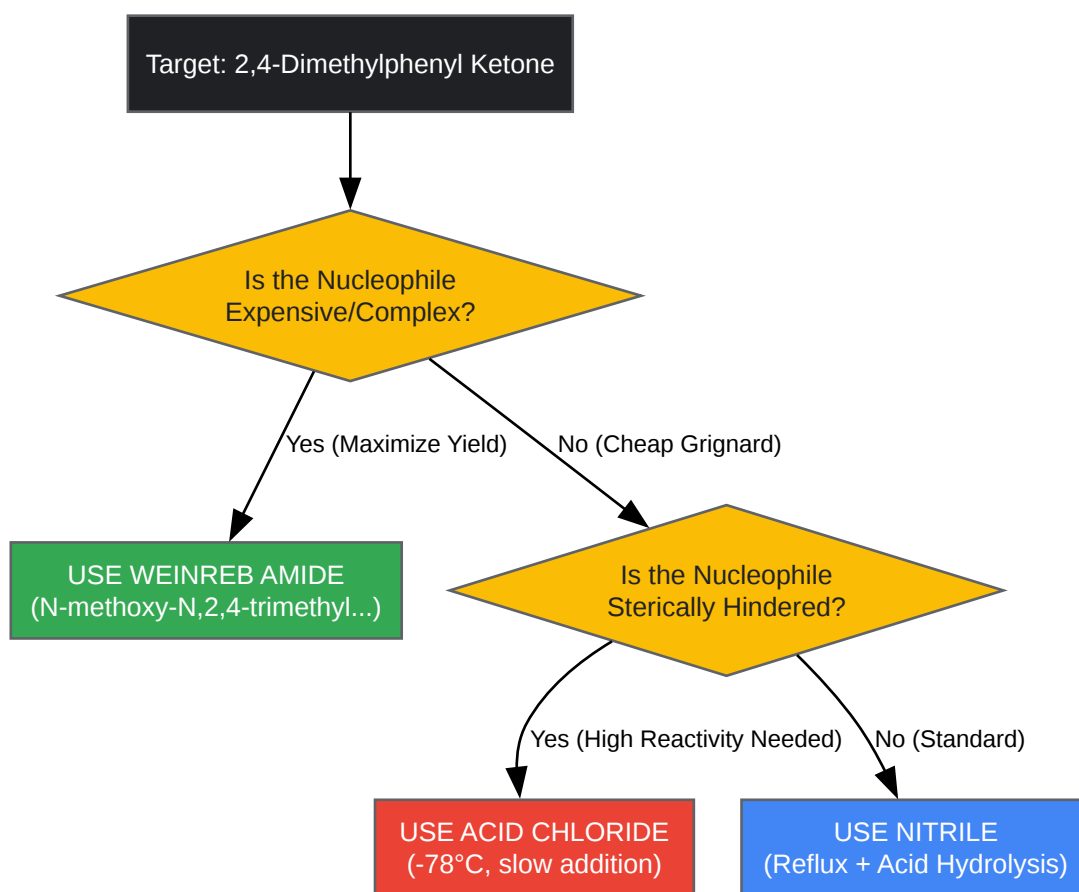 Target: 2,4-Dimethylphenyl Ketone
Is the Nucleophile
Expensive/Complex?
Yes (Maximize Yield)
No (Cheap Grignard)
USE WEINREB AMIDE
(N-methoxy-N,2,4-trimethyl...)
Is the Nucleophile
Sterically Hindered?
Yes (High Reactivity Needed)
No (Standard)
USE ACID CHLORIDE
(-78°C, slow addition)
USE NITRILE
(Reflux + Acid Hydrolysis)